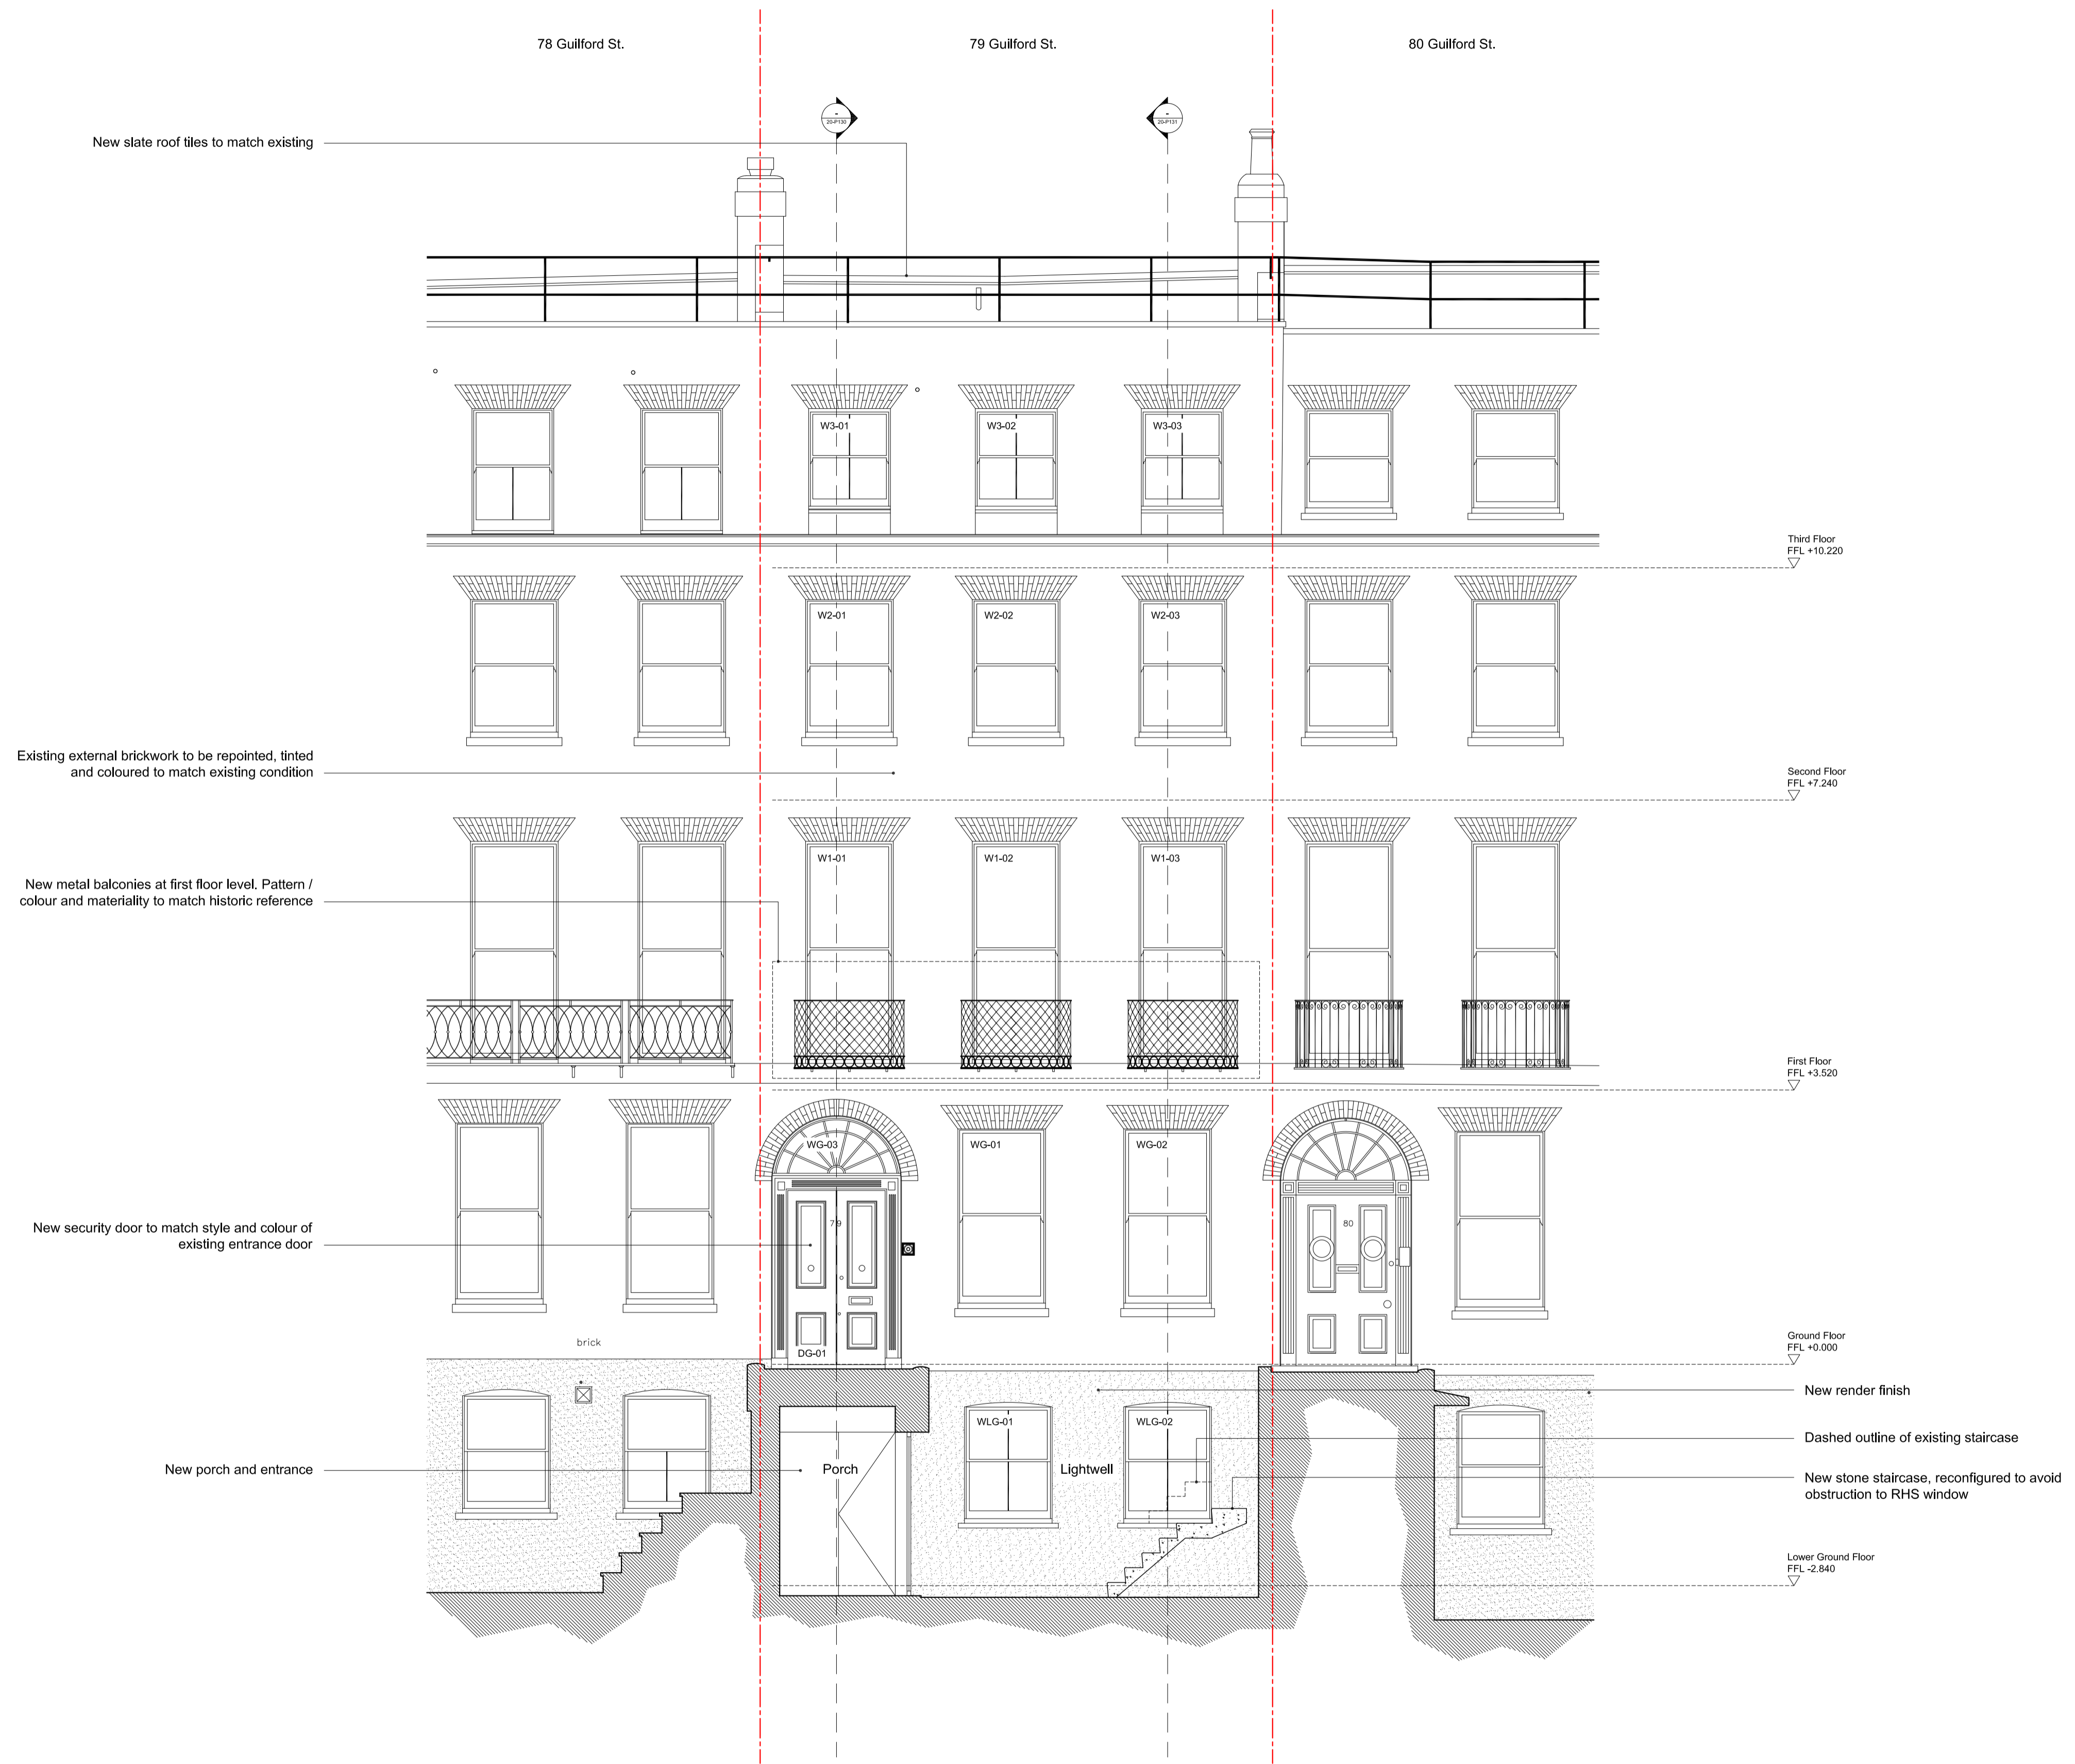 78 Guilford St.
79 Guilford St.
80 Guilford St.
-
20-P130
-
20-P131
New slate roof tiles to match existing
W3-01
W3-02
W3-03
Third Floor
FFL +10.220
W2-01
W2-02
W2-03
Existing external brickwork to be repointed, tinted
and coloured to match existing condition
Second Floor
FFL +7.240
W1-01
W1-02
W1-03
New metal balconies at first floor level. Pattern /
colour and materiality to match historic reference
First Floor
FFL +3.520
WG-03
WG-01
WG-02
79
80
New security door to match style and colour of
existing entrance door
brick
DG-01
Ground Floor
FFL +0.000
New render finish
WLG-01
WLG-02
Dashed outline of existing staircase
New porch and entrance
Porch
Lightwell
New stone staircase, reconfigured to avoid
obstruction to RHS window
Lower Ground Floor
FFL -2.840